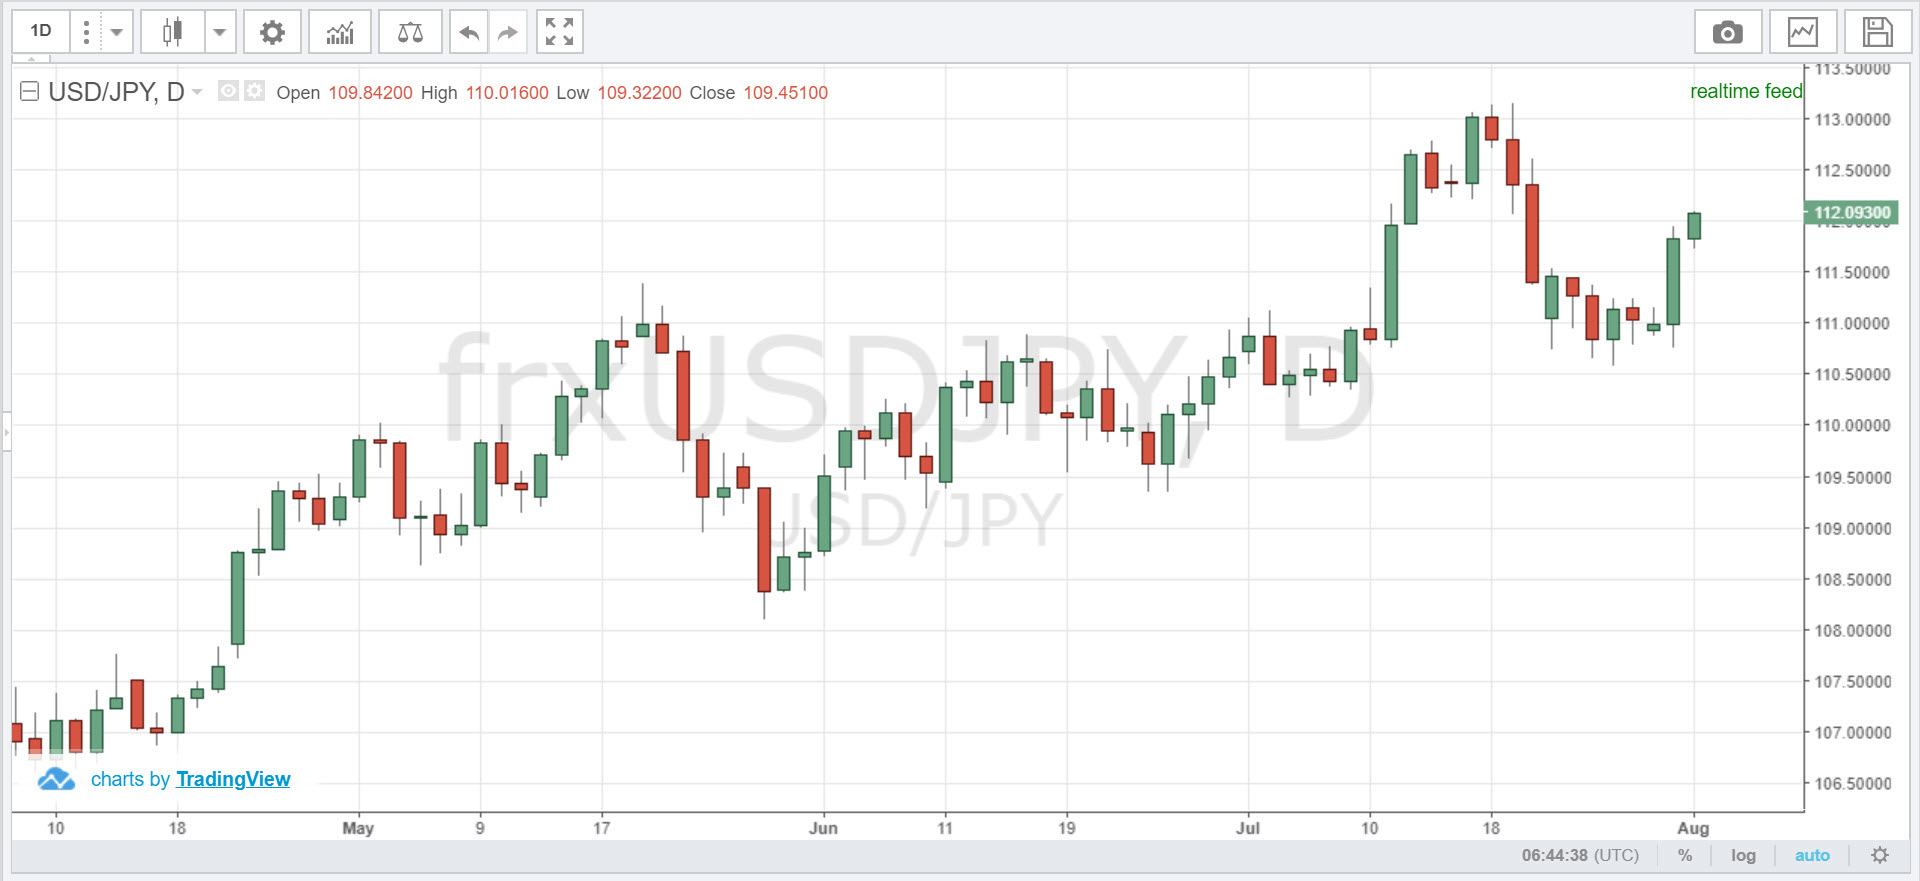 1D
USD/JPY, D Open 109.84200 High 110.01600 Low 109.32200 Close 109.45100
realtime feed
frxUSDJPY, D
USD/JPY
113.50000
113.00000
112.50000
112.09300
112.00000
111.50000
111.00000
110.50000
110.00000
109.50000
109.00000
108.50000
108.00000
107.50000
107.00000
106.50000
charts by TradingView
10 18 May 9 17 Jun 11 19 Jul 10 18 Aug
06:44:38 (UTC) % log auto